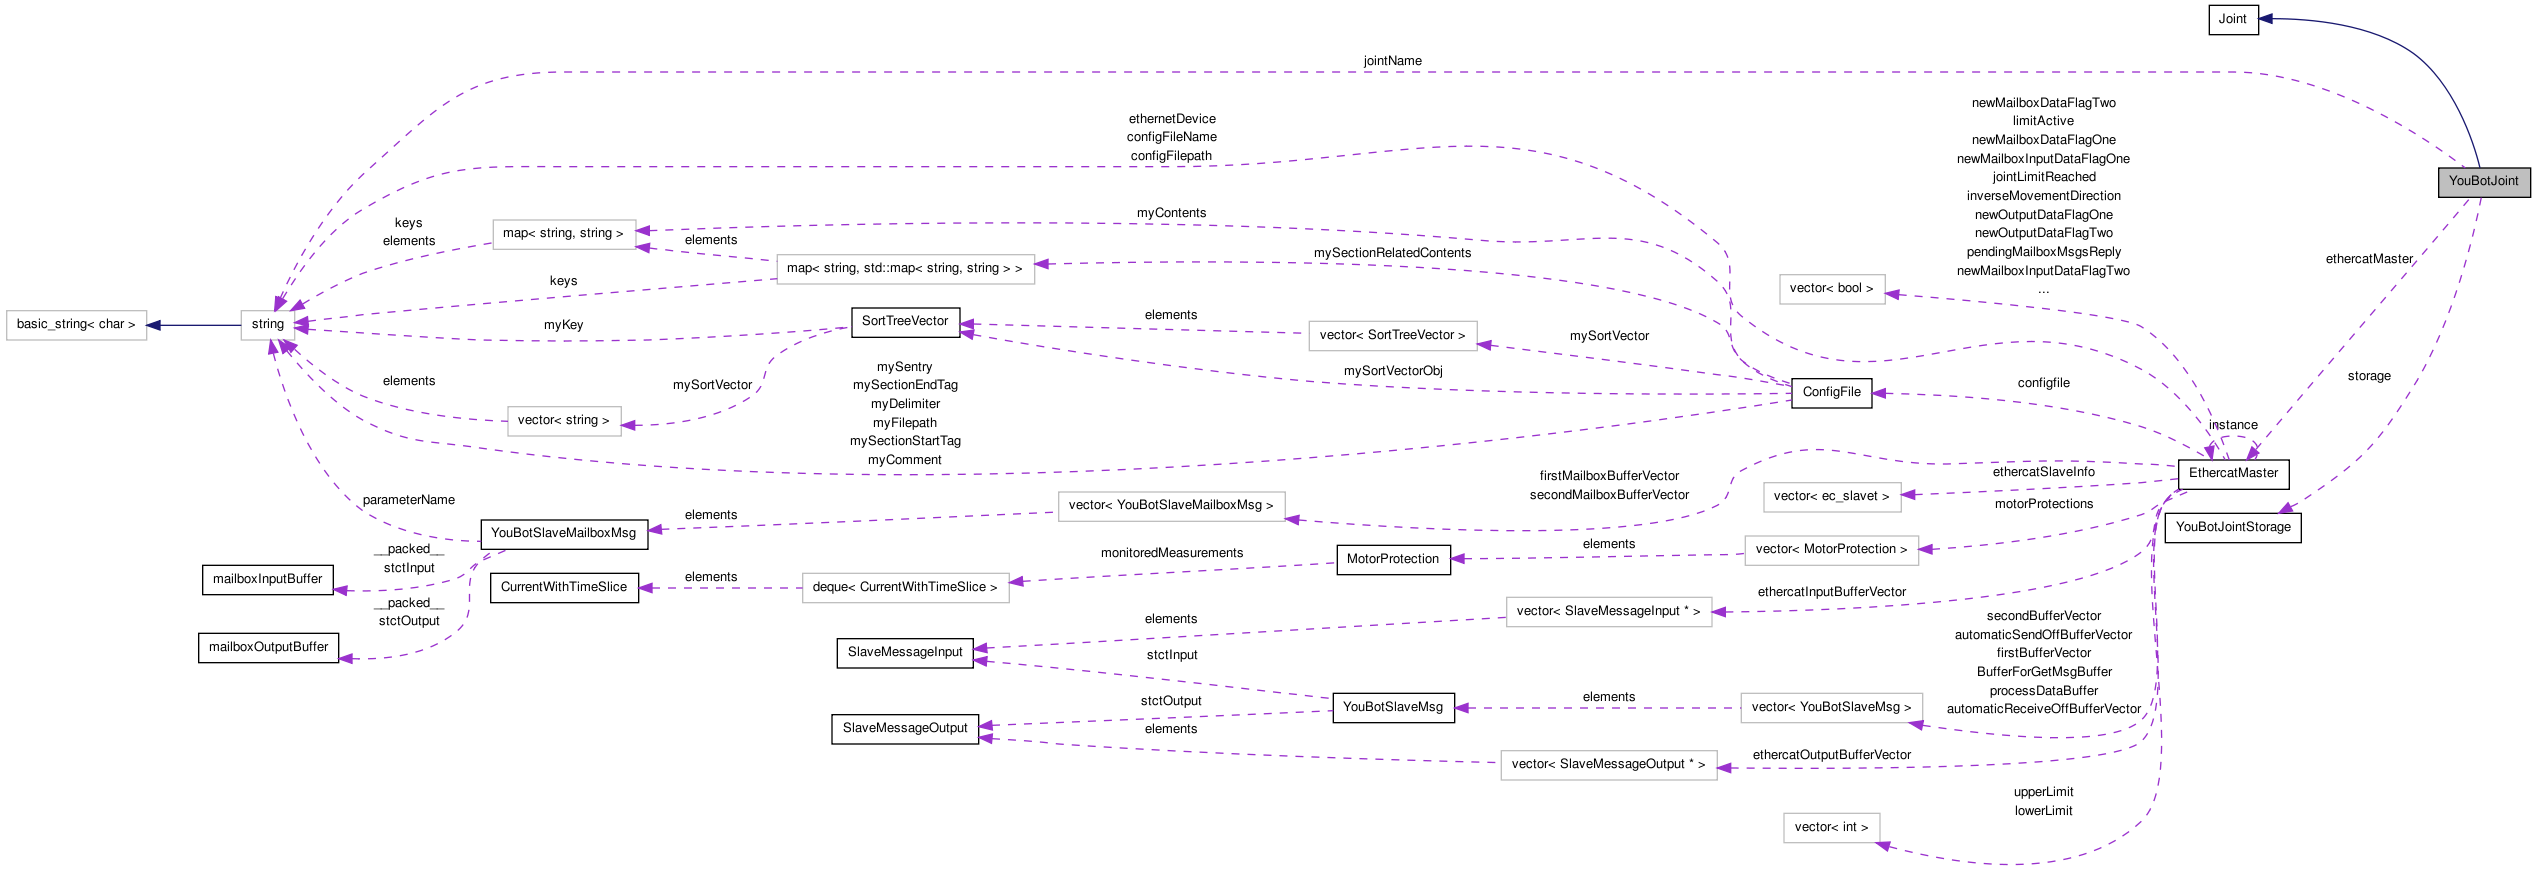 Joint
jointName
YouBotJoint
newMailboxDataFlagTwo
limitActive
newMailboxDataFlagOne
newMailboxInputDataFlagOne
jointLimitReached
inverseMovementDirection
newOutputDataFlagOne
newOutputDataFlagTwo
pendingMailboxMsgsReply
newMailboxInputDataFlagTwo
...
ethernetDevice
configFileName
configFilepath
myContents
keys
elements
map< string, string >
elements
mySectionRelatedContents
map< string, std::map< string, string > >
keys
ethercatMaster
vector< bool >
basic_string< char >
string
myKey
SortTreeVector
elements
vector< SortTreeVector >
mySortVector
mySortVectorObj
mySortVector
elements
vector< string >
ConfigFile
configfile
storage
instance
mySentry
mySectionEndTag
myDelimiter
myFilepath
mySectionStartTag
myComment
EthercatMaster
ethercatSlaveInfo
vector< ec_slavet >
motorProtections
firstMailboxBufferVector
secondMailboxBufferVector
vector< YouBotSlaveMailboxMsg >
elements
parameterName
YouBotSlaveMailboxMsg
YouBotJointStorage
__packed__
stctInput
mailboxInputBuffer
CurrentWithTimeSlice
elements
deque< CurrentWithTimeSlice >
monitoredMeasurements
MotorProtection
elements
vector< MotorProtection >
__packed__
stctOutput
mailboxOutputBuffer
ethercatInputBufferVector
vector< SlaveMessageInput * >
elements
SlaveMessageInput
stctInput
secondBufferVector
automaticSendOffBufferVector
firstBufferVector
BufferForGetMsgBuffer
processDataBuffer
automaticReceiveOffBufferVector
stctOutput
YouBotSlaveMsg
elements
vector< YouBotSlaveMsg >
SlaveMessageOutput
elements
vector< SlaveMessageOutput * >
ethercatOutputBufferVector
upperLimit
lowerLimit
vector< int >